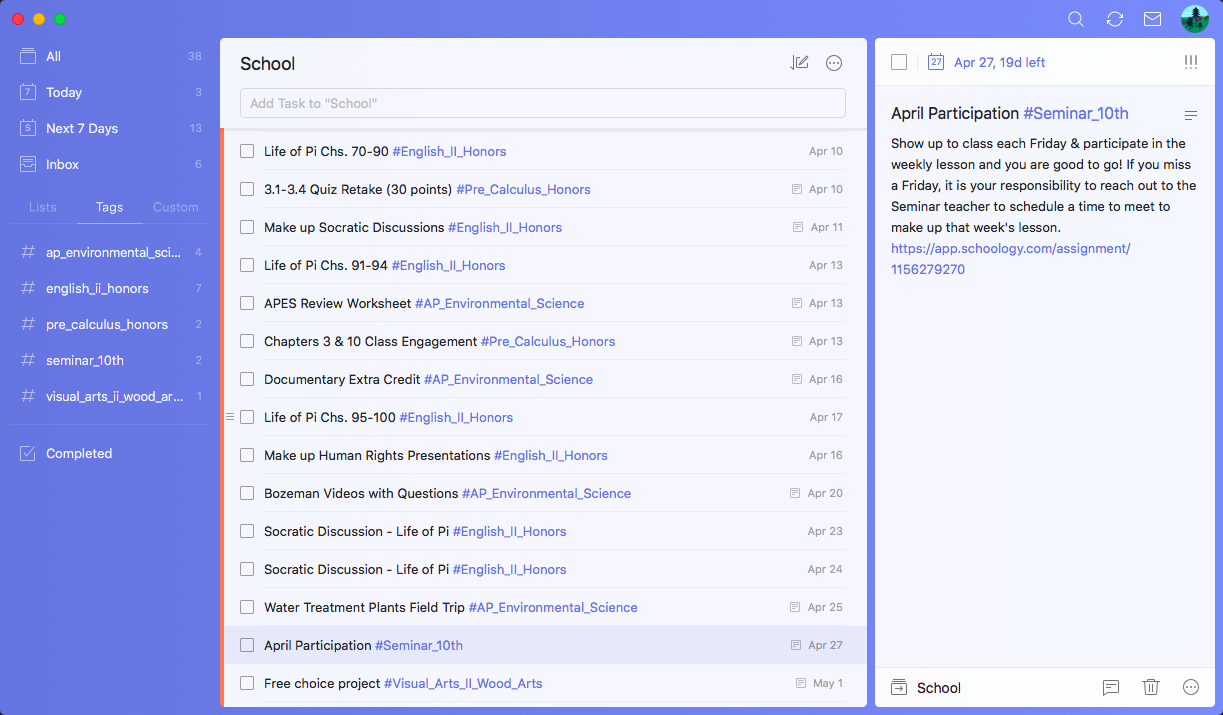 All 38
7 Today 3
S Next 7 Days 13
Inbox 6
Lists Tags Custom
# ap_environmental_sci... 4
# english_ii_honors 7
# pre_calculus_honors 2
# seminar_10th 2
# visual_arts_ii_wood_ar... 1
Completed
School
Add Task to "School"
Life of Pi Chs. 70-90 #English_II_Honors Apr 10
3.1-3.4 Quiz Retake (30 points) #Pre_Calculus_Honors Apr 10
Make up Socratic Discussions #English_II_Honors Apr 11
Life of Pi Chs. 91-94 #English_II_Honors Apr 13
APES Review Worksheet #AP_Environmental_Science Apr 13
Chapters 3 & 10 Class Engagement #Pre_Calculus_Honors Apr 13
Documentary Extra Credit #AP_Environmental_Science Apr 16
Life of Pi Chs. 95-100 #English_II_Honors Apr 17
Make up Human Rights Presentations #English_II_Honors Apr 16
Bozeman Videos with Questions #AP_Environmental_Science Apr 20
Socratic Discussion - Life of Pi #English_II_Honors Apr 23
Socratic Discussion - Life of Pi #English_II_Honors Apr 24
Water Treatment Plants Field Trip #AP_Environmental_Science Apr 25
April Participation #Seminar_10th Apr 27
Free choice project #Visual_Arts_II_Wood_Arts May 1
27 Apr 27, 19d left !!!
April Participation #Seminar_10th
Show up to class each Friday & participate in the
weekly lesson and you are good to go! If you miss
a Friday, it is your responsibility to reach out to the
Seminar teacher to schedule a time to meet to
make up that week's lesson.
https://app.schoology.com/assignment/
1156279270
School